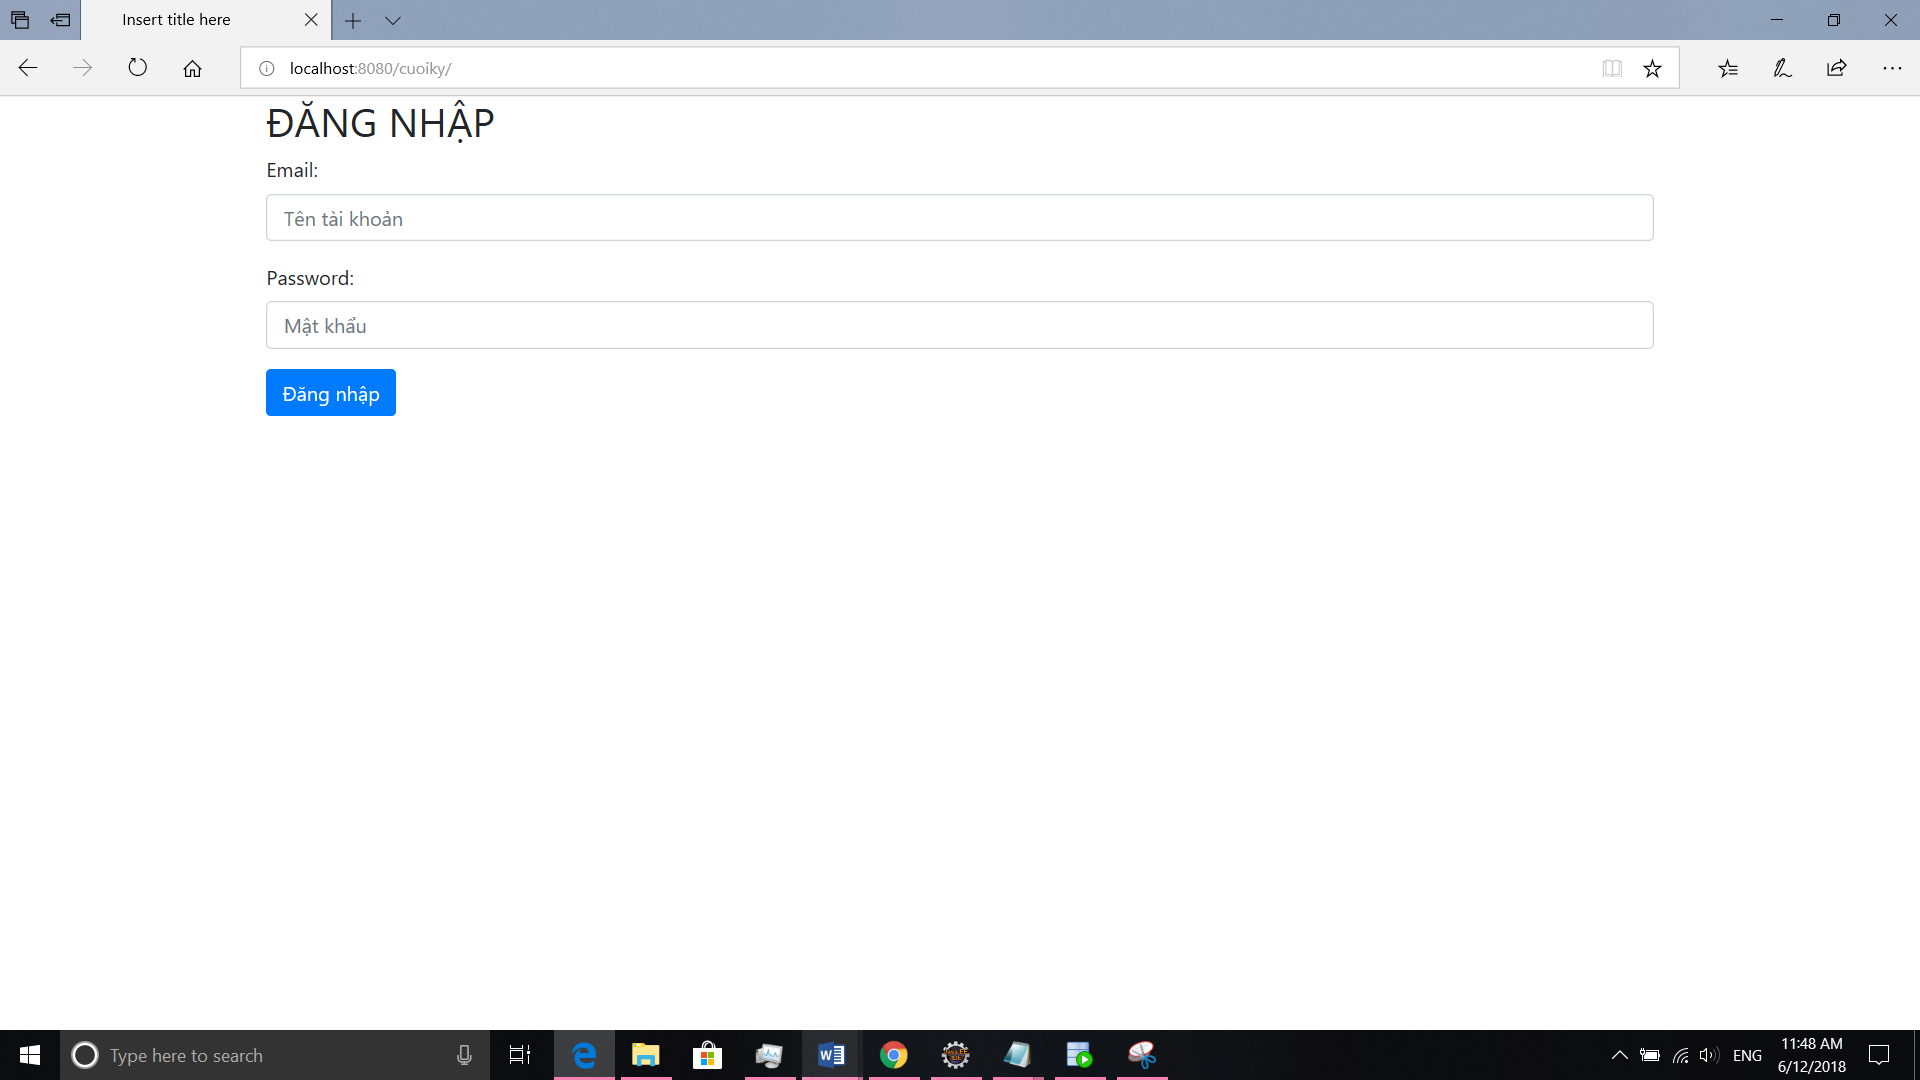 Insert title here
localhost:8080/cuoiky/
ĐĂNG NHẬP
Email:
Tên tài khoản
Password:
Mật khẩu
Đăng nhập
Type here to search
ENG
11:48 AM
6/12/2018